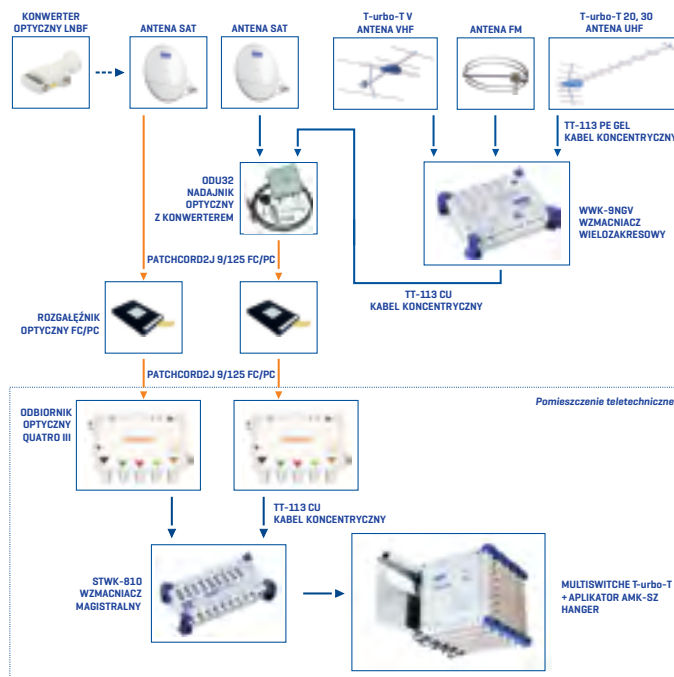 KONWERTER
OPTYCZNY LNBF
ANTENA SAT
ANTENA SAT
T-urbo-T V
ANTENA VHF
ANTENA FM
T-urbo-T 20, 30
ANTENA UHF
TT-113 PE GEL
KABEL KONCENTRYCZNY
ODU32
NADAJNIK
OPTYCZNY
Z KONWERTEREM
WWK-9NGV
WZMACNIACZ
WIELOZAKRESOWY
PATCHCORD2J 9/125 FC/PC
TT-113 CU
KABEL KONCENTRYCZNY
ROZGAŁĘŹNIK
OPTYCZNY FC/PC
PATCHCORD2J 9/125 FC/PC
Pomieszczenie teletechniczne
ODBIORNIK
OPTYCZNY
QUATRO III
TT-113 CU
KABEL KONCENTRYCZNY
STWK-810
WZMACNIACZ
MAGISTRALNY
MULTISWITCHE T-urbo-T
+ APLIKATOR AMK-SZ
HANGER